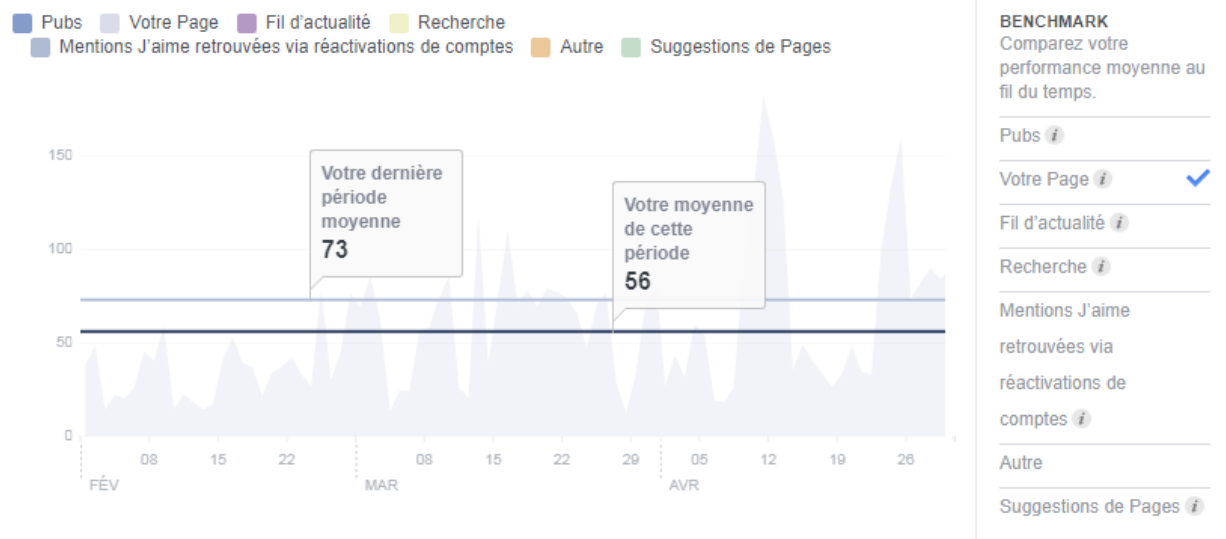 Pubs Votre Page Fil d'actualité Recherche
Mentions J'aime retrouvées via réactivations de comptes Autre Suggestions de Pages
150
100
50
0
Votre dernière
période
moyenne
73
Votre moyenne
de cette
période
56
08 15 22 08 15 22 29 05 12 19 26
FÉV MAR AVR
BENCHMARK
Comparez votre
performance moyenne au
fil du temps.
Pubs i
Votre Page i
Fil d'actualité i
Recherche i
Mentions J'aime
retrouvées via
réactivations de
comptes i
Autre
Suggestions de Pages i